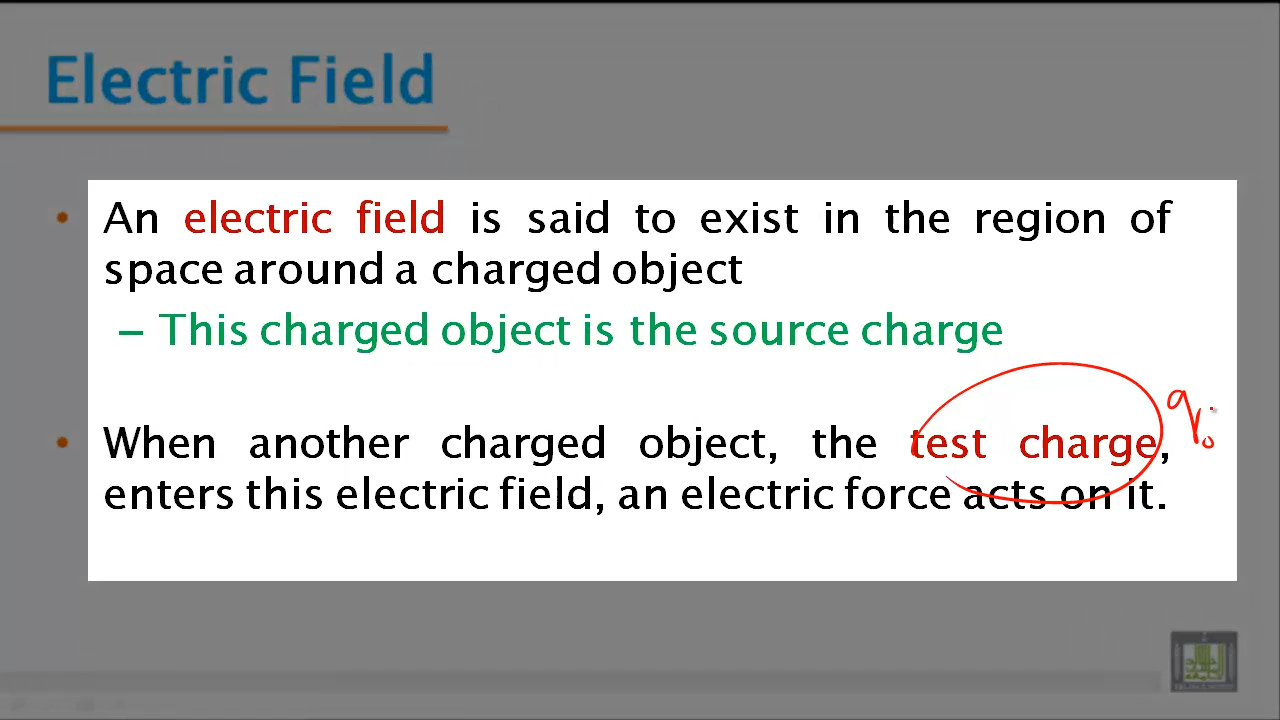 Electric Field
• An electric field is said to exist in the region of
space around a charged object
– This charged object is the source charge
• When another charged object, the test charge, q₀
enters this electric field, an electric force acts on it.